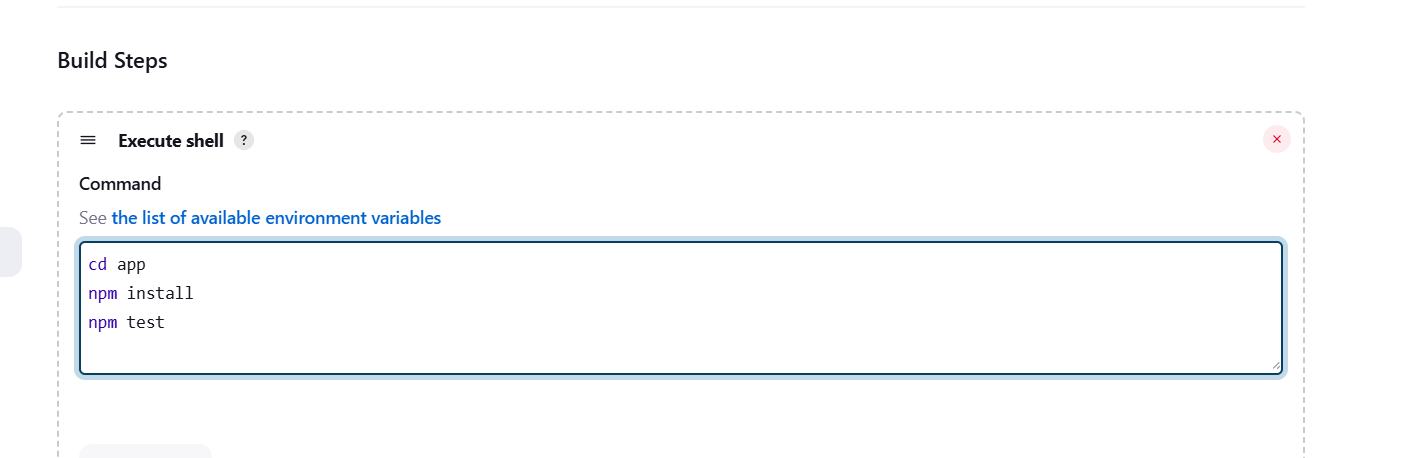 Build Steps
Execute shell ?
Command
See the list of available environment variables
cd app
npm install
npm test